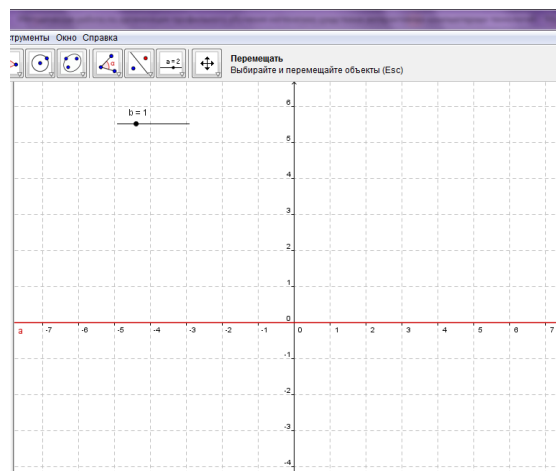 струменты Окно Справка
a = 2
Перемещать
Выбирайте и перемещайте объекты (Esc)
b = 1
6
5
4
3
2
1
0
a -7 -6 -5 -4 -3 -2 -1 0 1 2 3 4 5 6 7
-1
-2
-3
-4